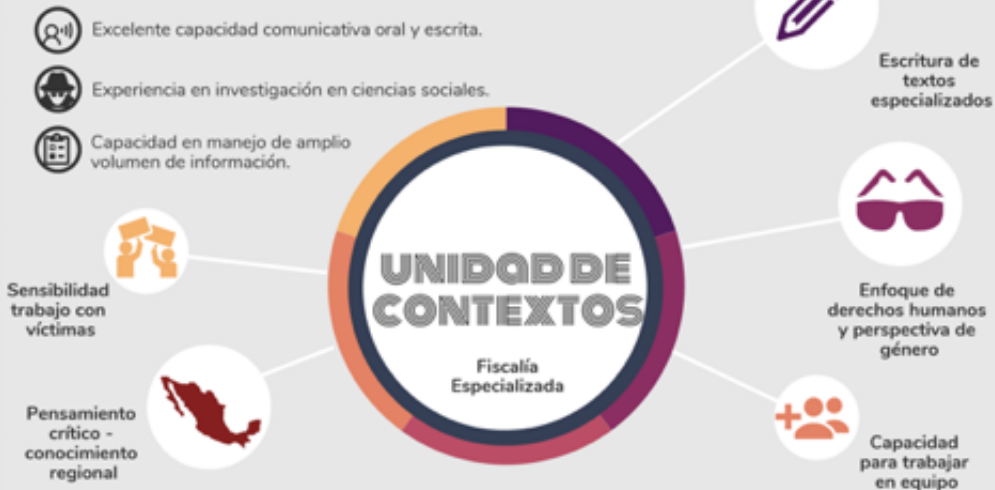 Excelente capacidad comunicativa oral y escrita.
Experiencia en investigación en ciencias sociales.
Capacidad en manejo de amplio
volumen de información.
Escritura de
textos
especializados
Sensibilidad
trabajo con
víctimas
UNIDAD DE
CONTEXTOS
Fiscalía
Especializada
Enfoque de
derechos humanos
y perspectiva de
género
Pensamiento
crítico -
conocimiento
regional
Capacidad
para trabajar
en equipo